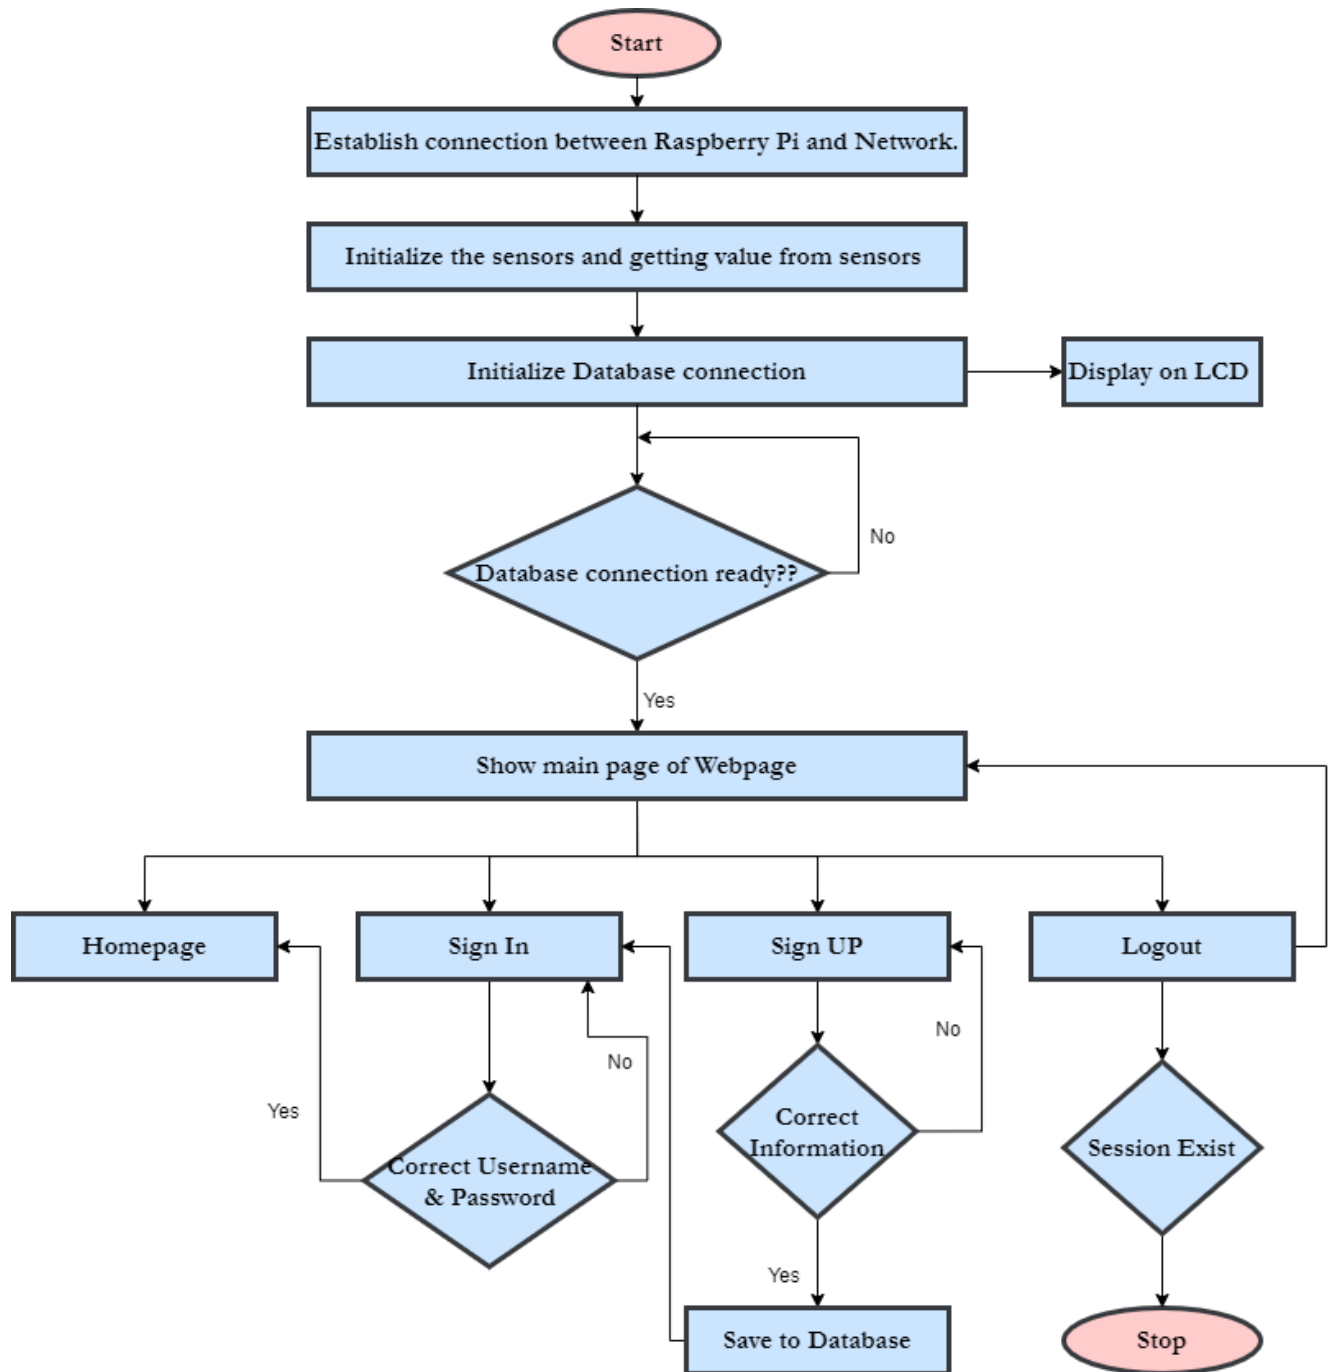 Start
Establish connection between Raspberry Pi and Network.
Initialize the sensors and getting value from sensors
Initialize Database connection
Display on LCD
No
Database connection ready??
Yes
Show main page of Webpage
Homepage
Sign In
Sign UP
Logout
No
No
Yes
Correct
Information
Session Exist
Correct Username
& Password
Yes
Save to Database
Stop